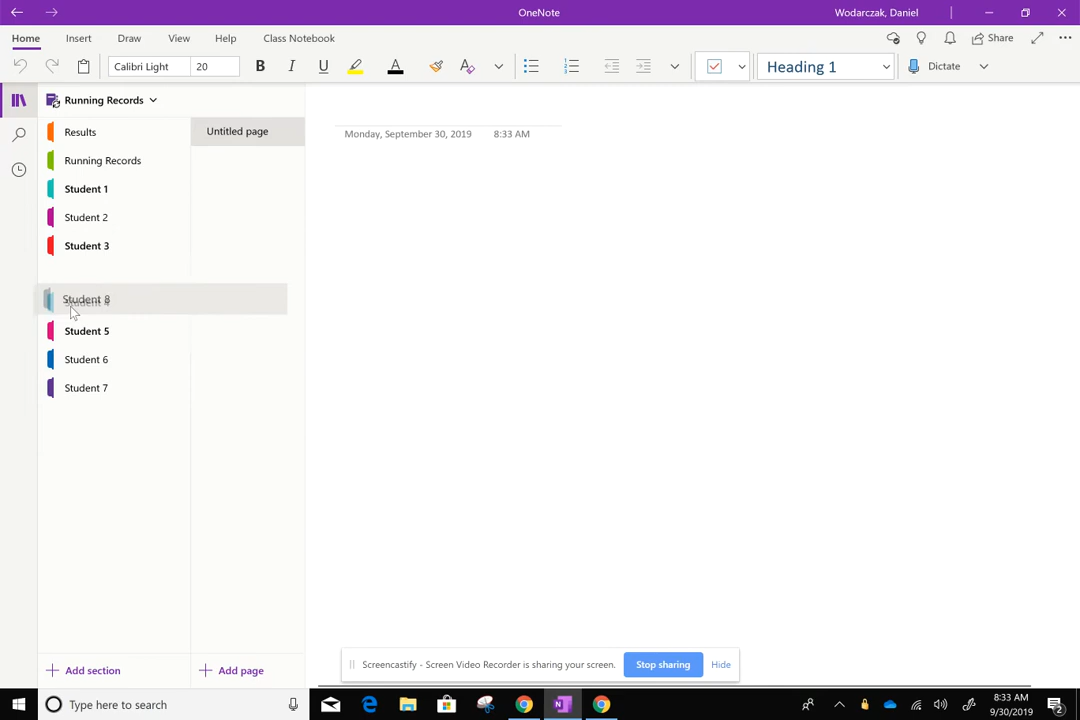 OneNote
Wodarczak, Daniel
Home
Insert
Draw
View
Help
Class Notebook
Share
Calibri Light
20
B
I
U
A
A
Heading 1
Dictate
Running Records
Results
Untitled page
Running Records
Student 1
Student 2
Student 3
Student 8
Student 4
Student 5
Student 6
Student 7
Monday, September 30, 2019
8:33 AM
Add section
Add page
Screencastify - Screen Video Recorder is sharing your screen.
Stop sharing
Hide
Type here to search
8:33 AM
9/30/2019
2